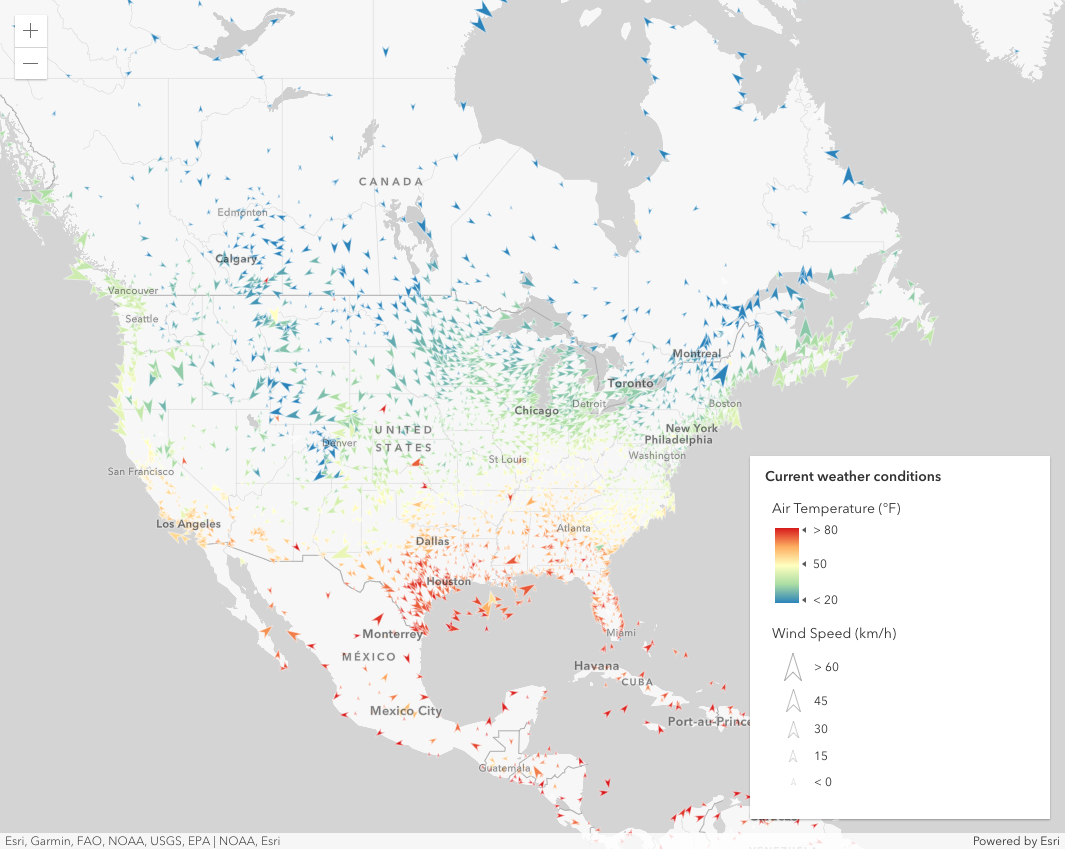 +
−
CANADA
Edmonton
Calgary
Vancouver
Seattle
Montreal
Toronto
Boston
Detroit
Chicago
New York
Philadelphia
UNITED
STATES
Denver
Washington
St Louis
San Francisco
Los Angeles
Atlanta
Dallas
Houston
Monterrey
Miami
MÉXICO
Havana
CUBA
Mexico City
Port-au-Prince
Guatemala
Current weather conditions
Air Temperature (°F)
> 80
50
< 20
Wind Speed (km/h)
> 60
45
30
15
< 0
Esri, Garmin, FAO, NOAA, USGS, EPA | NOAA, Esri
Powered by Esri